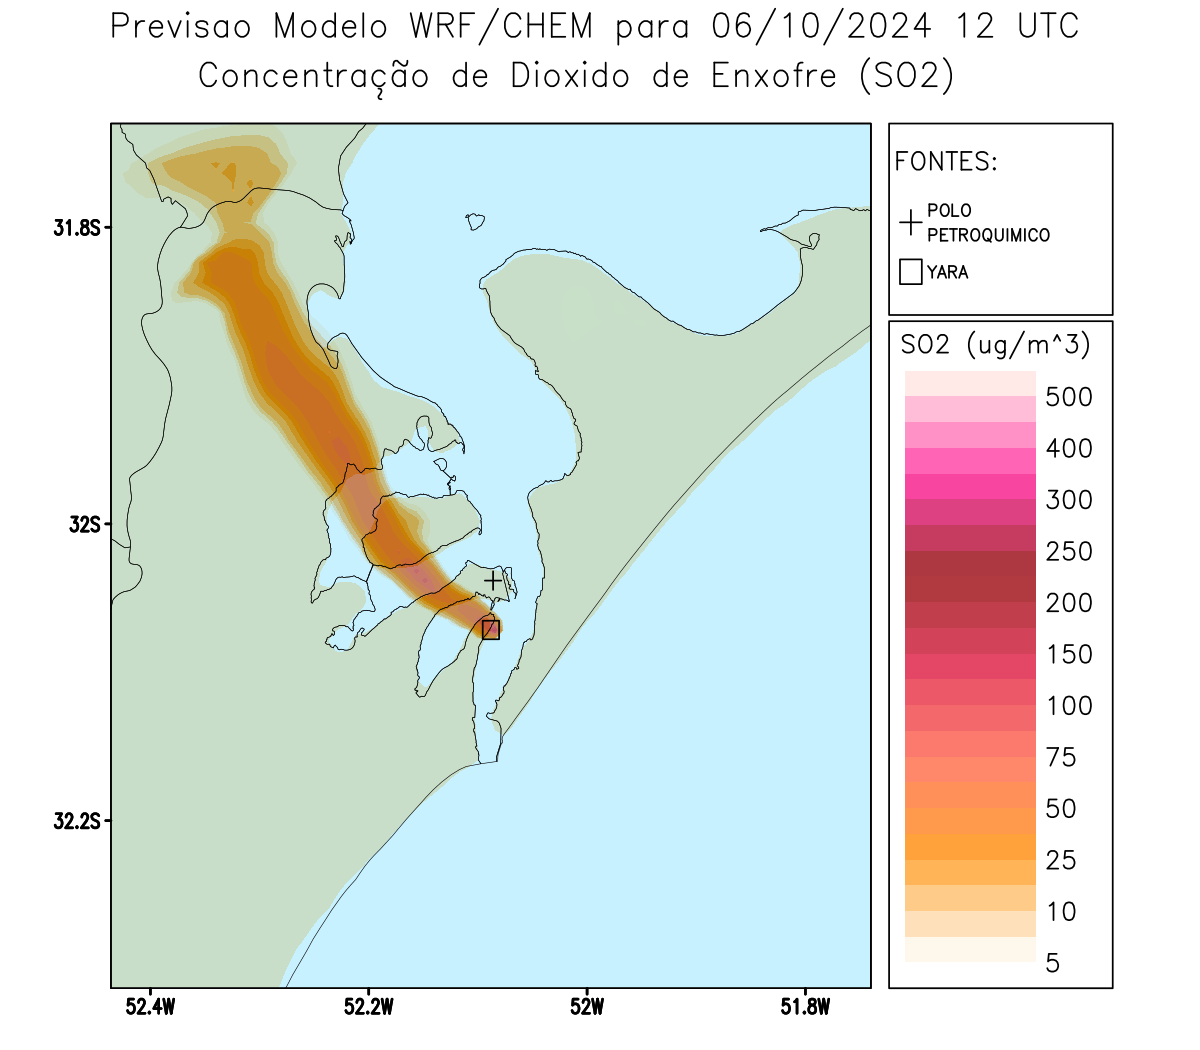 Previsao Modelo WRF/CHEM para 06/10/2024 12 UTC
Concentração de Dioxido de Enxofre (SO2)
FONTES:
POLO
PETROQUIMICO
YARA
SO2 (ug/m^3)
500
400
300
250
200
150
100
75
50
25
10
5
31.8S
32S
32.2S
52.4W
52.2W
52W
51.8W